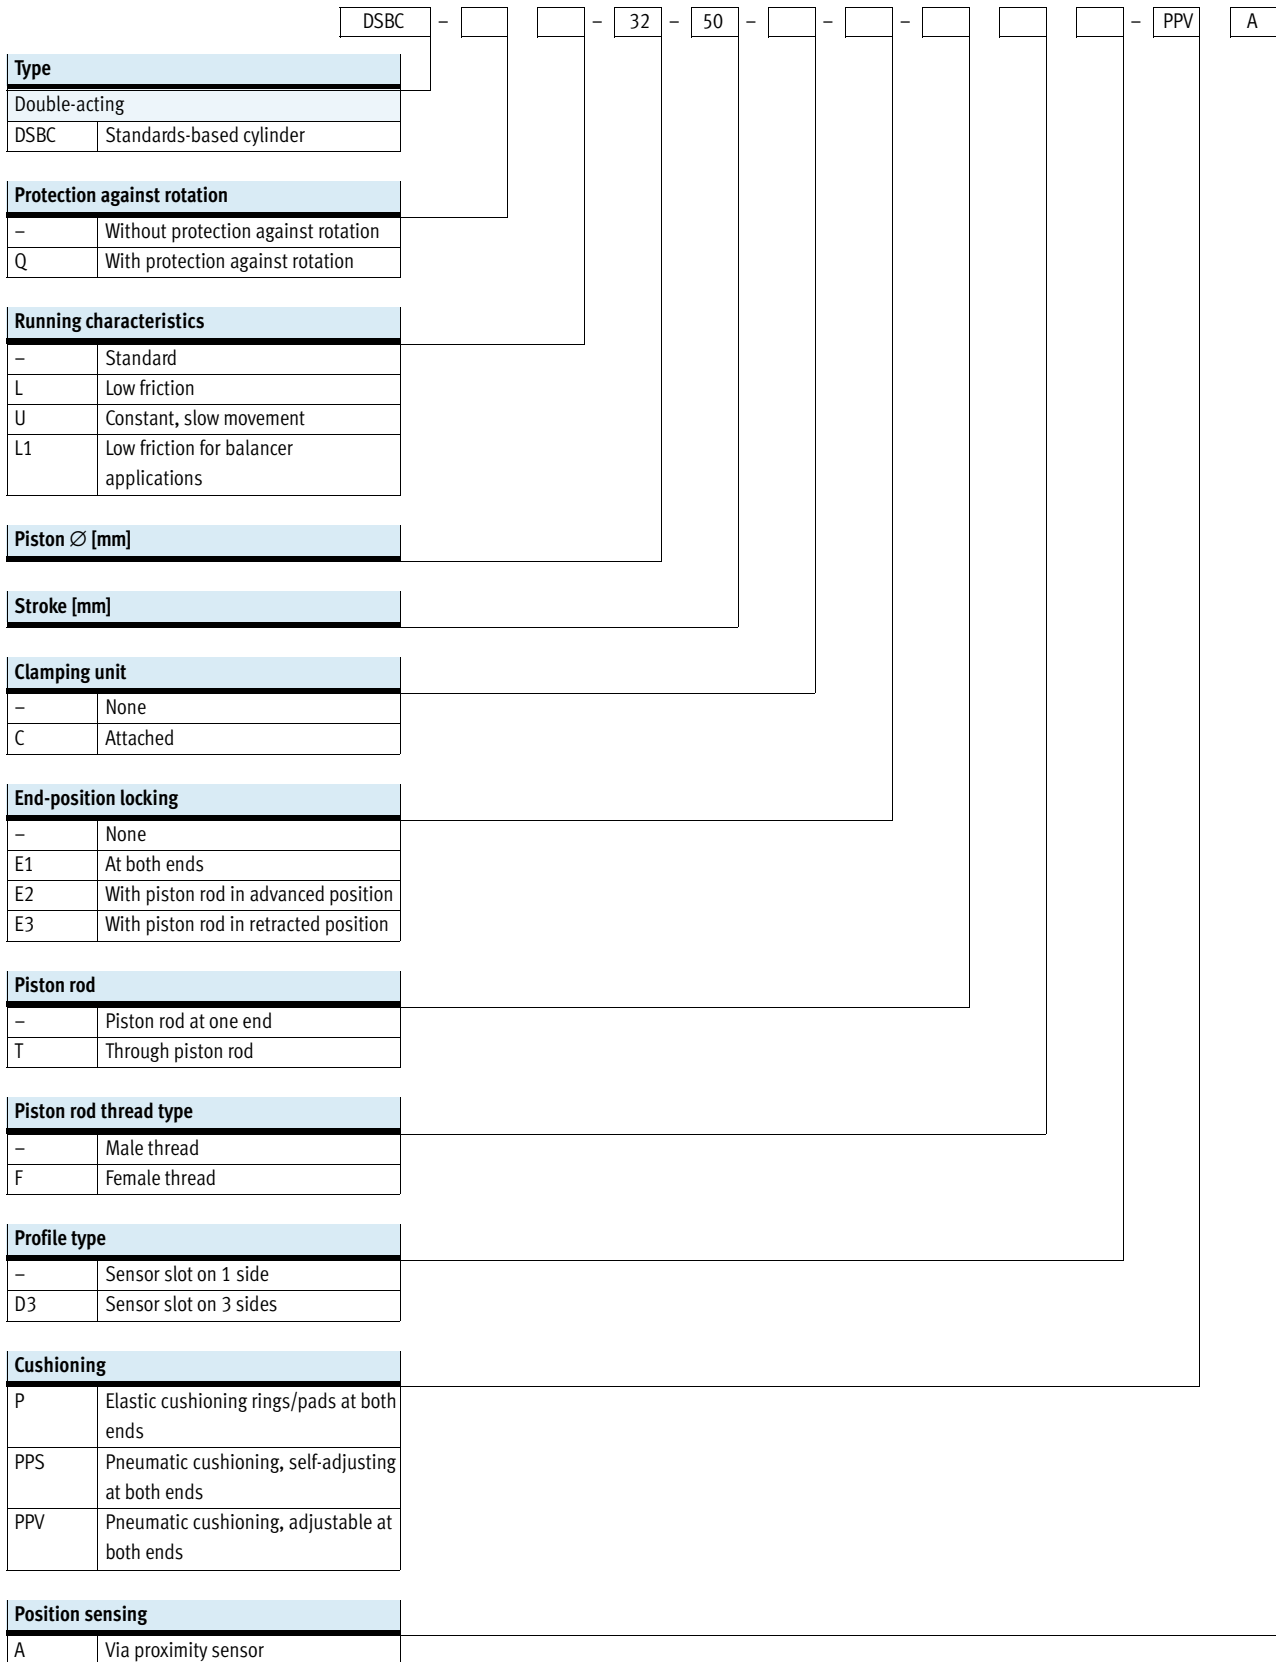 DSBC – – 32 – 50 – – – – PPV A
Type
Double-acting
DSBC Standards-based cylinder
Protection against rotation
– Without protection against rotation
Q With protection against rotation
Running characteristics
– Standard
L Low friction
U Constant, slow movement
L1 Low friction for balancer
applications
Piston ∅ [mm]
Stroke [mm]
Clamping unit
– None
C Attached
End-position locking
– None
E1 At both ends
E2 With piston rod in advanced position
E3 With piston rod in retracted position
Piston rod
– Piston rod at one end
T Through piston rod
Piston rod thread type
– Male thread
F Female thread
Profile type
– Sensor slot on 1 side
D3 Sensor slot on 3 sides
Cushioning
P Elastic cushioning rings/pads at both
ends
PPS Pneumatic cushioning, self-adjusting
at both ends
PPV Pneumatic cushioning, adjustable at
both ends
Position sensing
A Via proximity sensor